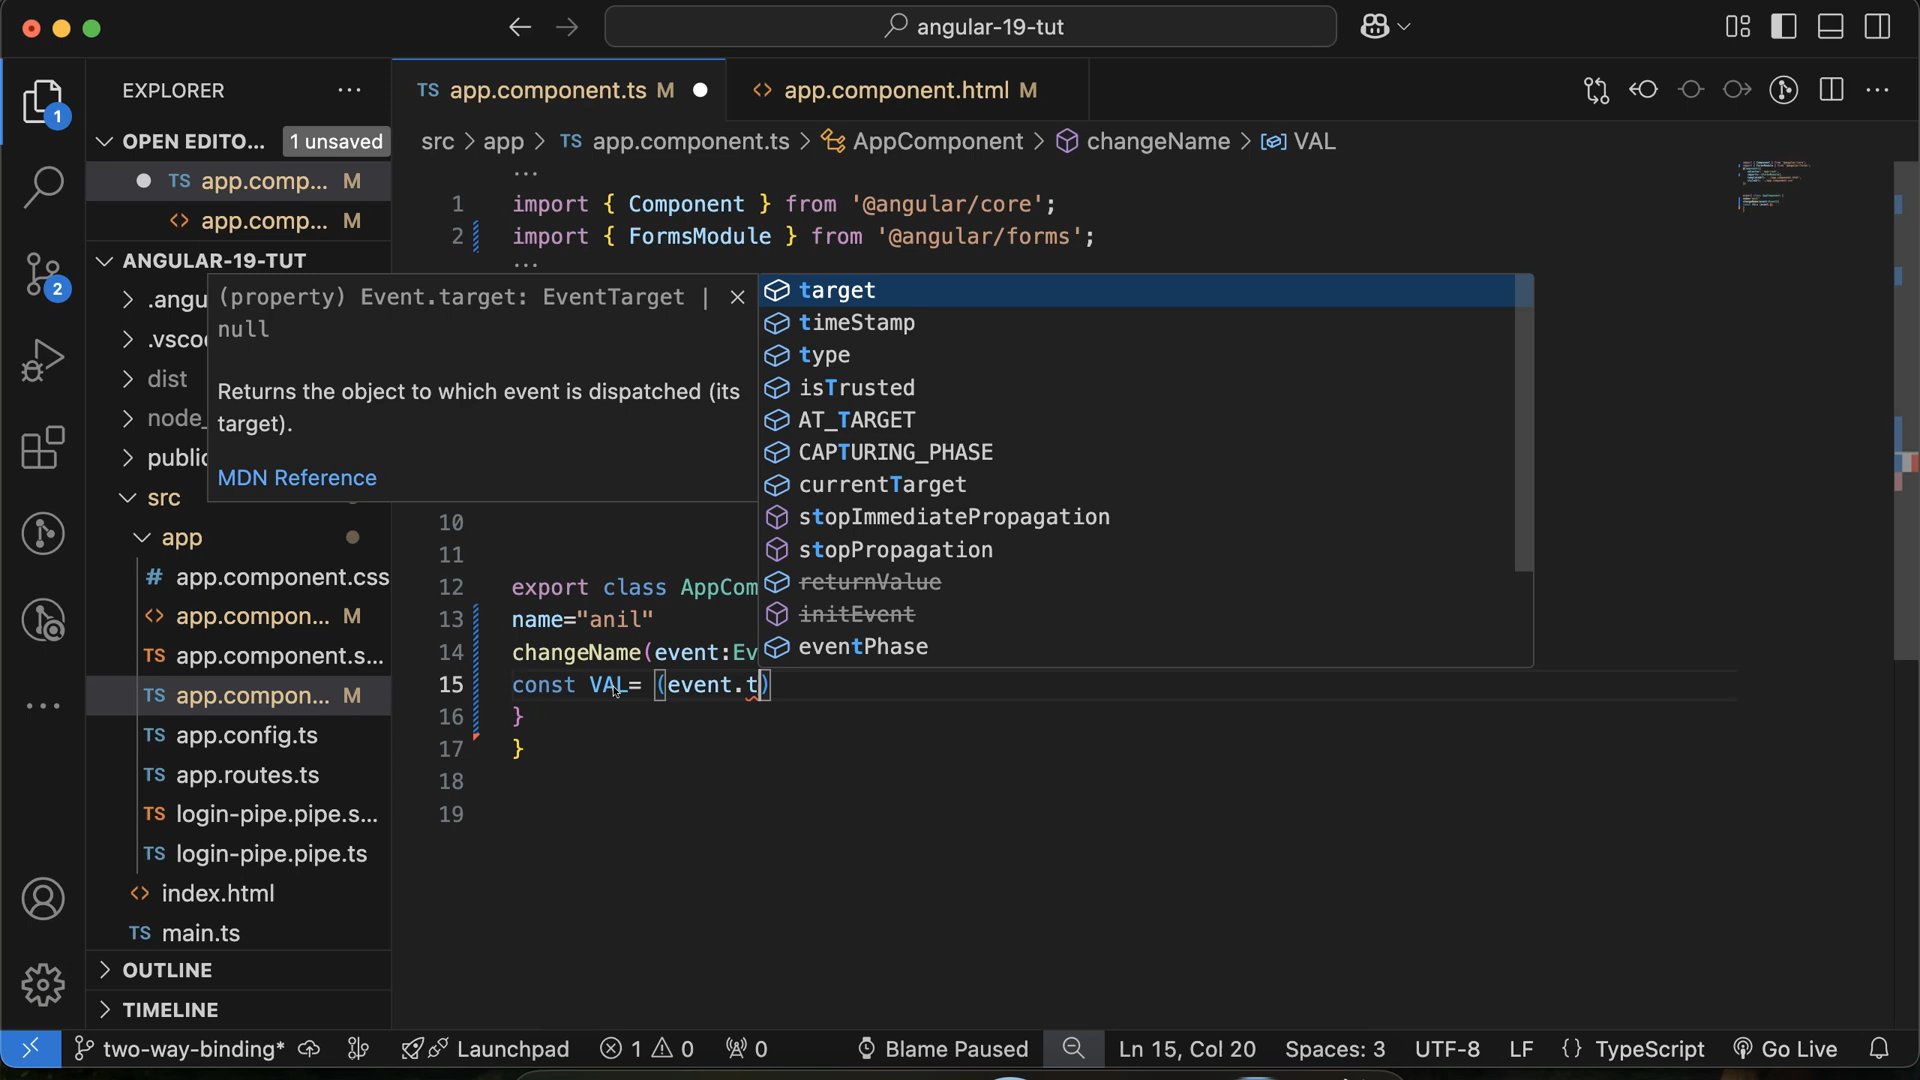 angular-19-tut
EXPLORER
TS app.component.ts M
<> app.component.html M
1
OPEN EDITO... 1 unsaved
src > app > TS app.component.ts > AppComponent > changeName > VAL
TS app.comp... M
<> app.comp... M
1 import { Component } from '@angular/core';
2 import { FormsModule } from '@angular/forms';
2
ANGULAR-19-TUT
.angu
.vsco
dist
node_
public
src
app
# app.component.css
<> app.compon... M
TS app.component.s...
TS app.compon... M
TS app.config.ts
TS app.routes.ts
TS login-pipe.pipe.s...
TS login-pipe.pipe.ts
<> index.html
TS main.ts
OUTLINE
TIMELINE
(property) Event.target: EventTarget |
null
Returns the object to which event is dispatched (its
target).
MDN Reference
target
timeStamp
type
isTrusted
AT_TARGET
CAPTURING_PHASE
currentTarget
stopImmediatePropagation
stopPropagation
returnValue
initEvent
eventPhase
10
11
12 export class AppCom
13 name="anil"
14 changeName(event:Ev
15 const VAL= (event.t)
16 }
17 }
18
19
two-way-binding* Launchpad 1 0 0 Blame Paused Ln 15, Col 20 Spaces: 3 UTF-8 LF {} TypeScript Go Live